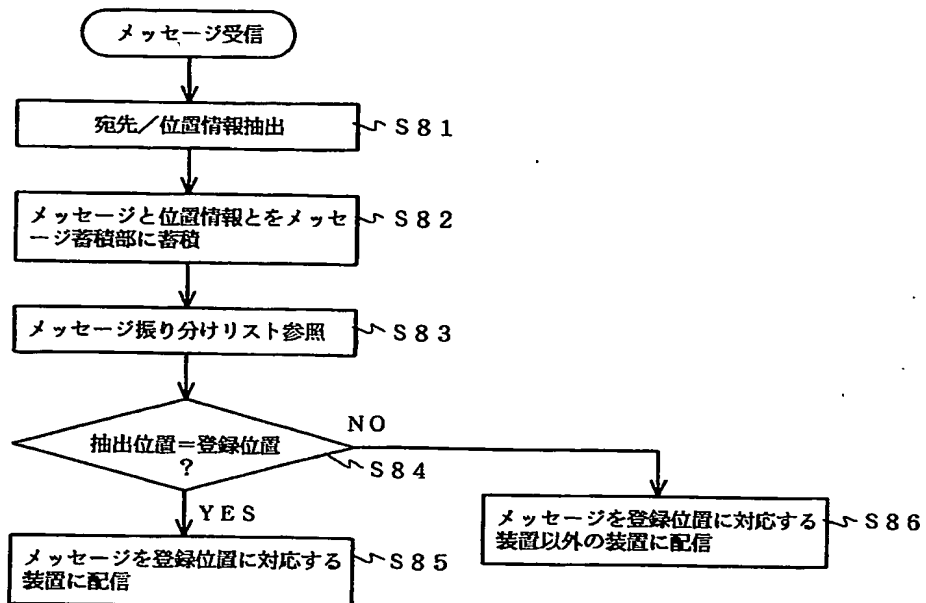 メッセージ受信
宛先／位置情報抽出
S81
メッセージと位置情報とをメッセ
ージ蓄積部に蓄積
S82
メッセージ振り分けリスト参照
S83
抽出位置＝登録位置
？
S84
NO
YES
メッセージを登録位置に対応する
装置に配信
S85
メッセージを登録位置に対応する
装置以外の装置に配信
S86